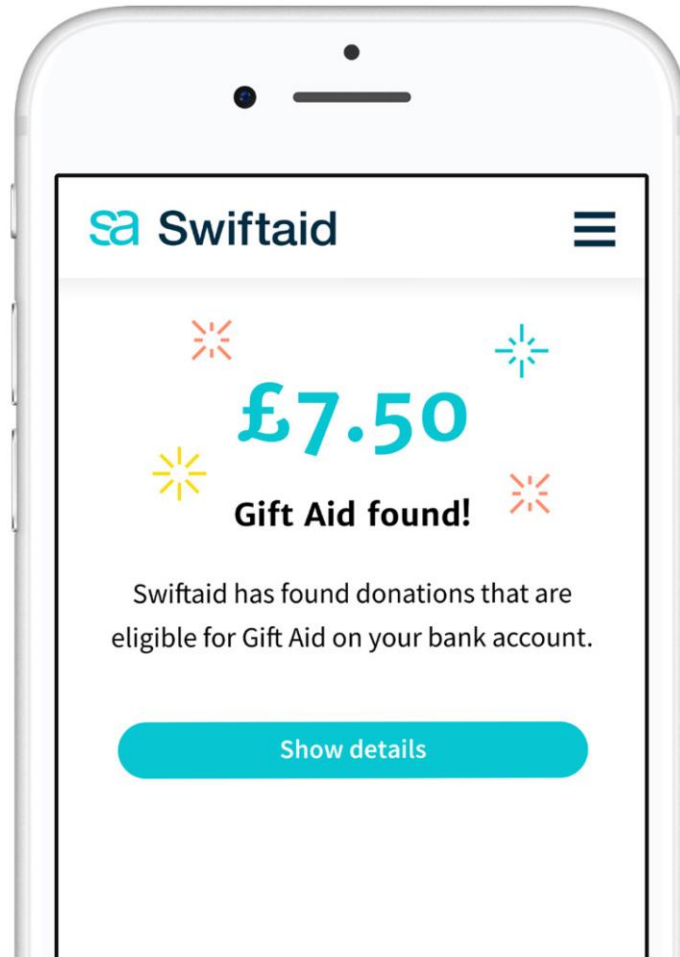 sa Swiftaid
£7.50
Gift Aid found!
Swiftaid has found donations that are
eligible for Gift Aid on your bank account.
Show details